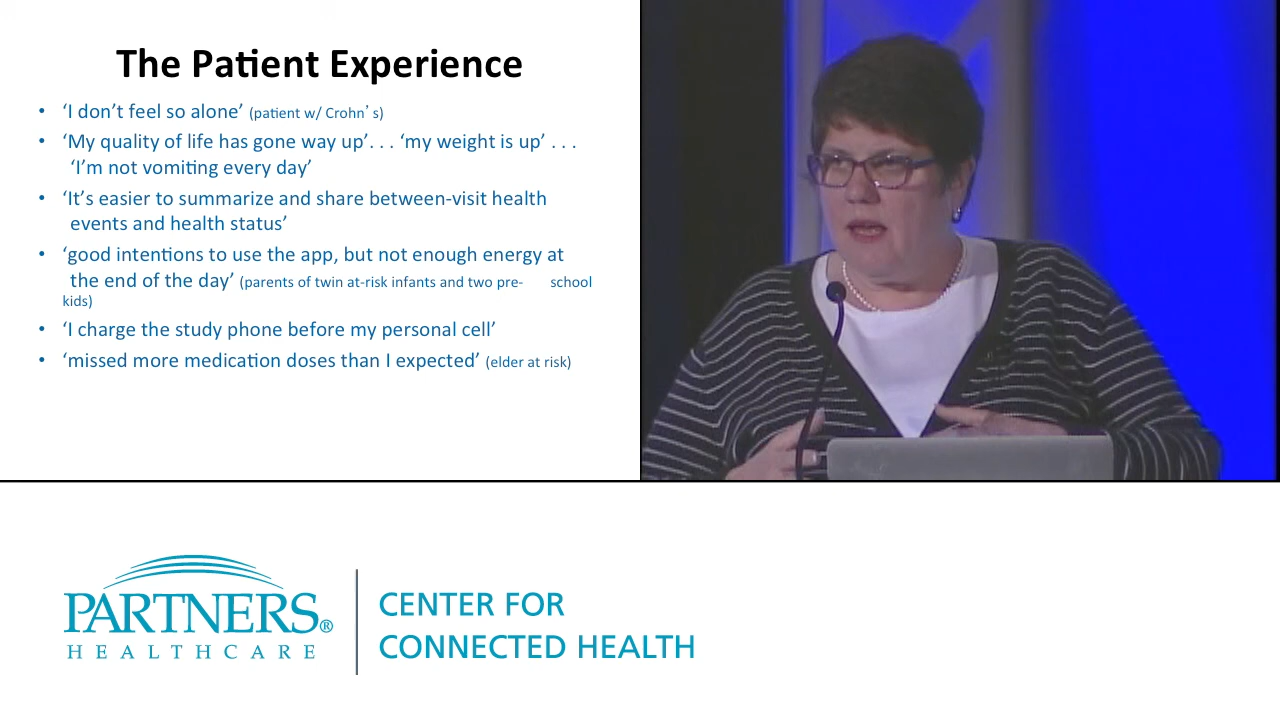 The Patient Experience
• ‘I don’t feel so alone’ (patient w/ Crohn’ s)
• ‘My quality of life has gone way up’. . . ‘my weight is up’ . . .
‘I’m not vomiting every day’
• ‘It’s easier to summarize and share between-visit health
events and health status’
• ‘good intentions to use the app, but not enough energy at
the end of the day’ (parents of twin at-risk infants and two pre- school
kids)
• ‘I charge the study phone before my personal cell’
• ‘missed more medication doses than I expected’ (elder at risk)
PARTNERS®
HEALTHCARE
CENTER FOR
CONNECTED HEALTH